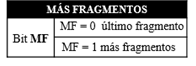 MÁS FRAGMENTOS
Bit MF
MF = 0 último fragmento
MF = 1 más fragmentos